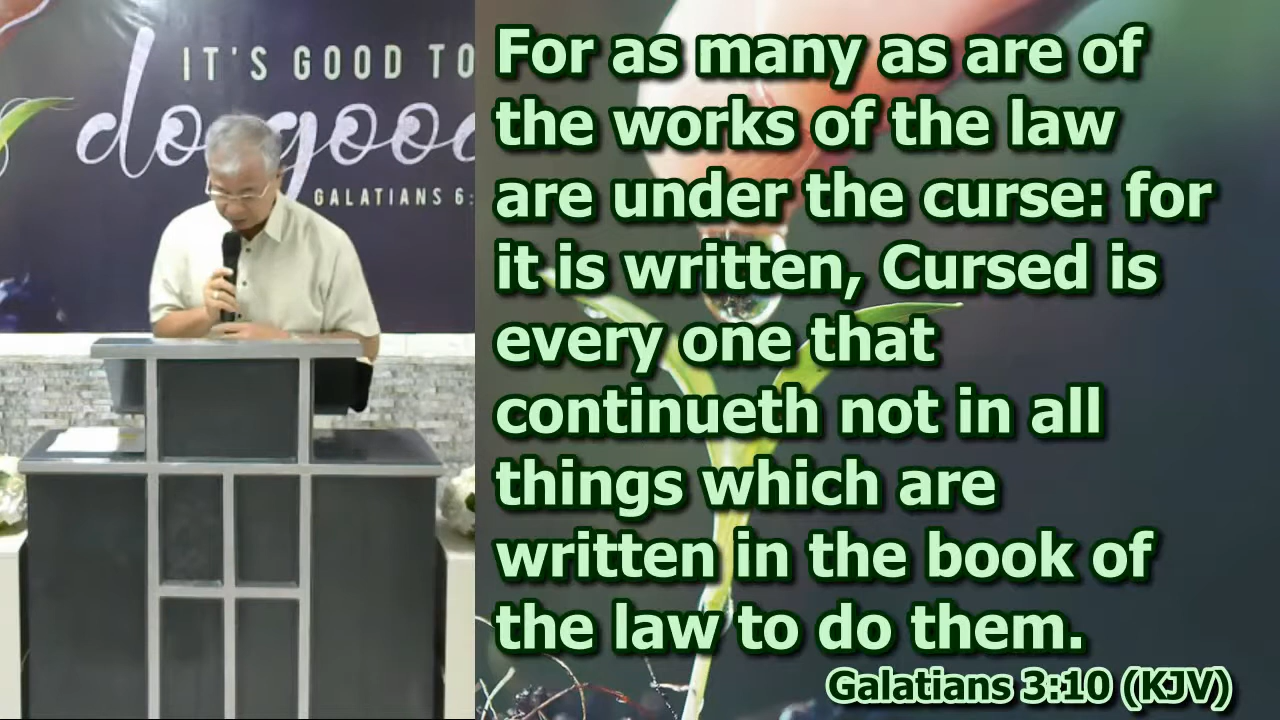 IT'S GOOD TO
do good
GALATIANS 6:
For as many as are of
the works of the law
are under the curse: for
it is written, Cursed is
every one that
continueth not in all
things which are
written in the book of
the law to do them.
Galatians 3:10 (KJV)